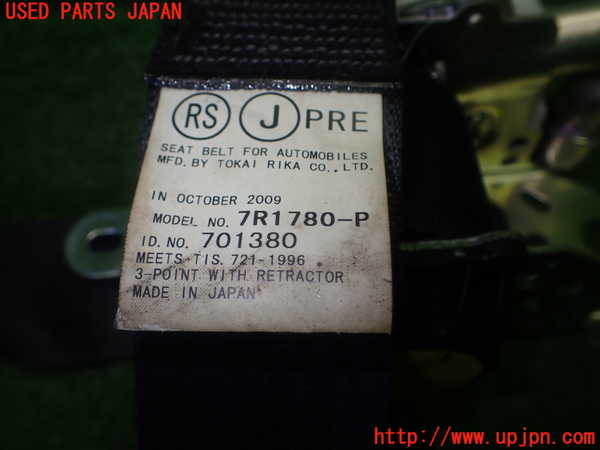 USED PARTS JAPAN
RS J PRE
SEAT BELT FOR AUTOMOBILES
MFD. BY TOKAI RIKA CO., LTD.
IN OCTOBER 2009
MODEL NO. 7R1780-P
ID. NO. 701380
MEETS TIS. 721-1996
3-POINT WITH RETRACTOR
MADE IN JAPAN
http://www.upjpn.com/